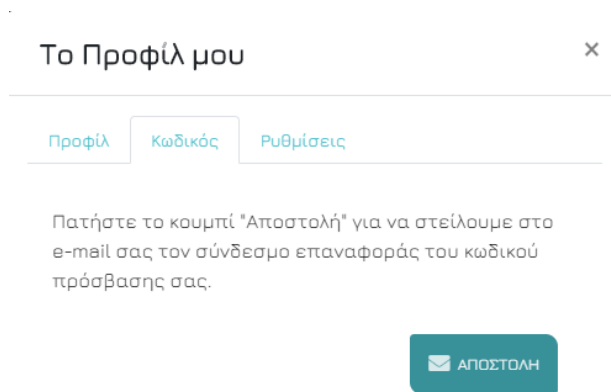 Το Προφίλ μου
×
Προφίλ Κωδικός Ρυθμίσεις
Πατήστε το κουμπί "Αποστολή" για να στείλουμε στο
e-mail σας τον σύνδεσμο επαναφοράς του κωδικού
πρόσβασης σας.
ΑΠΟΣΤΟΛΗ